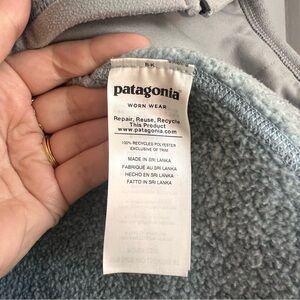 patagonia
WORN WEAR
Repair, Reuse, Recycle
This Product
www.patagonia.com
100% RECYCLED POLYESTER
EXCLUSIVE OF TRIM
MADE IN SRI LANKA
FABRIQUÉ AU SRI LANKA
HECHO EN SRI LANKA
FATTO IN SRI LANKA